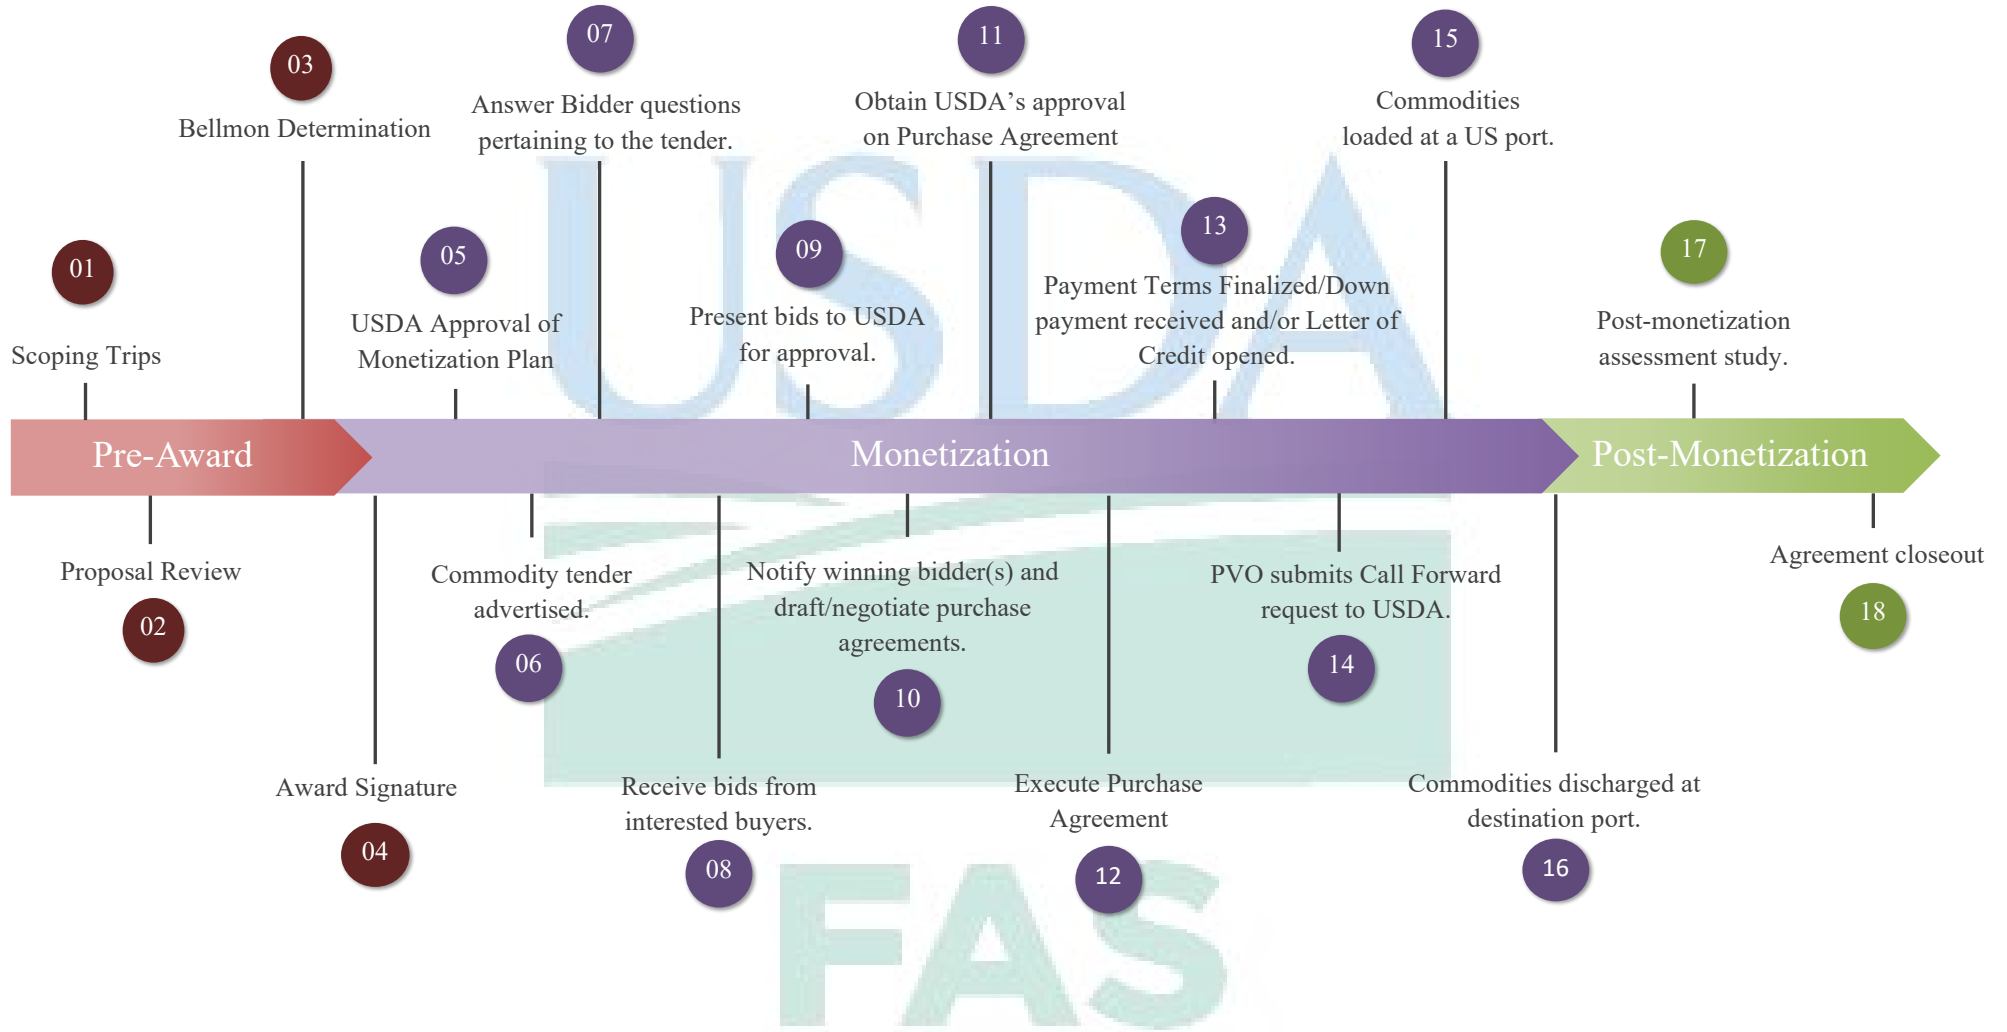 01
Scoping Trips
02
Proposal Review
03
Bellmon Determination
04
Award Signature
05
USDA Approval of
Monetization Plan
06
Commodity tender
advertised.
07
Answer Bidder questions
pertaining to the tender.
08
Receive bids from
interested buyers.
09
Present bids to USDA
for approval.
10
Notify winning bidder(s) and
draft/negotiate purchase
agreements.
11
Obtain USDA’s approval
on Purchase Agreement
12
Execute Purchase
Agreement
13
Payment Terms Finalized/Down
payment received and/or Letter of
Credit opened.
14
PVO submits Call Forward
request to USDA.
15
Commodities
loaded at a US port.
16
Commodities discharged at
destination port.
17
Post-monetization
assessment study.
18
Agreement closeout
Pre-Award
Monetization
Post-Monetization
USDA
FAS